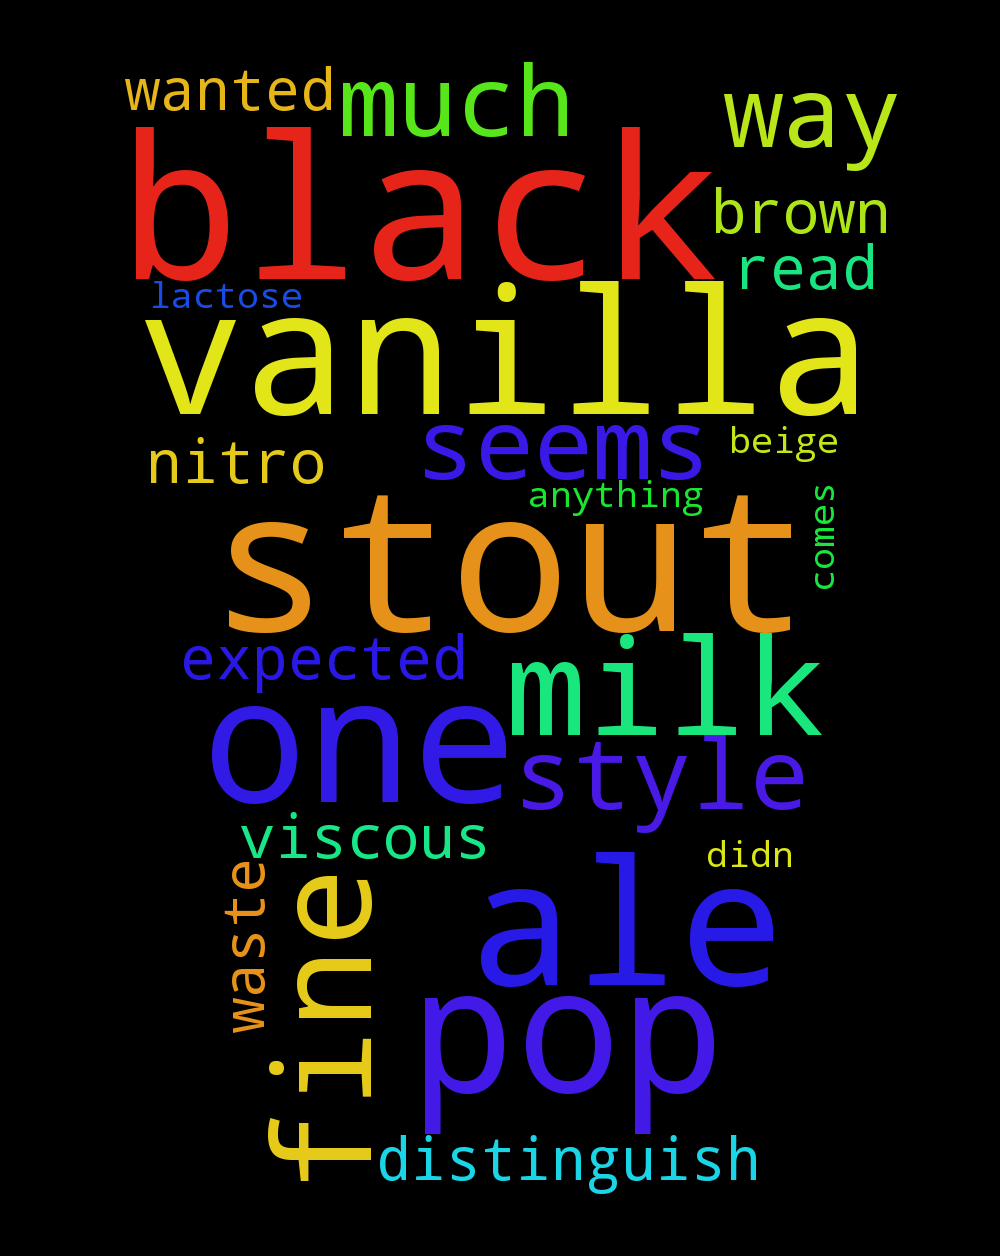 wanted
much
way
black
brown
read
lactose
vanilla
seems
beige
nitro
anything
comes
stout
expected
milk
one
style
viscous
didn
waste
fine
ale
pop
distinguish